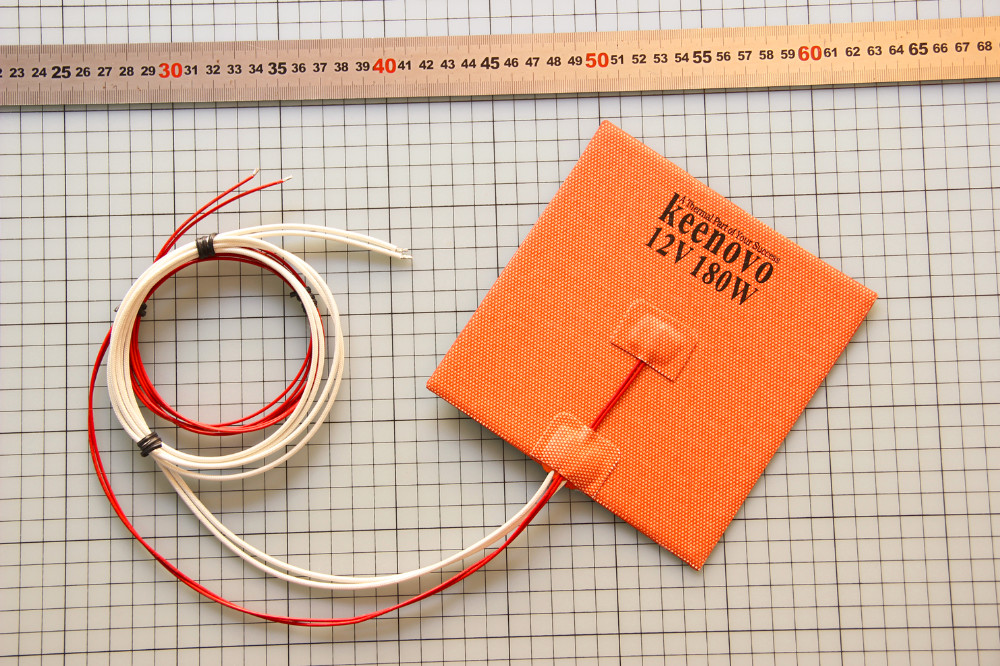 23 24 25 26 27 28 29 30 31 32 33 34 35 36 37 38 39 40 41 42 43 44 45 46 47 48 49 50 51 52 53 54 55 56 57 58 59 60 61 62 63 64 65 66 67 68
A Thermal Part of Your Success
keenovo
12V 180W